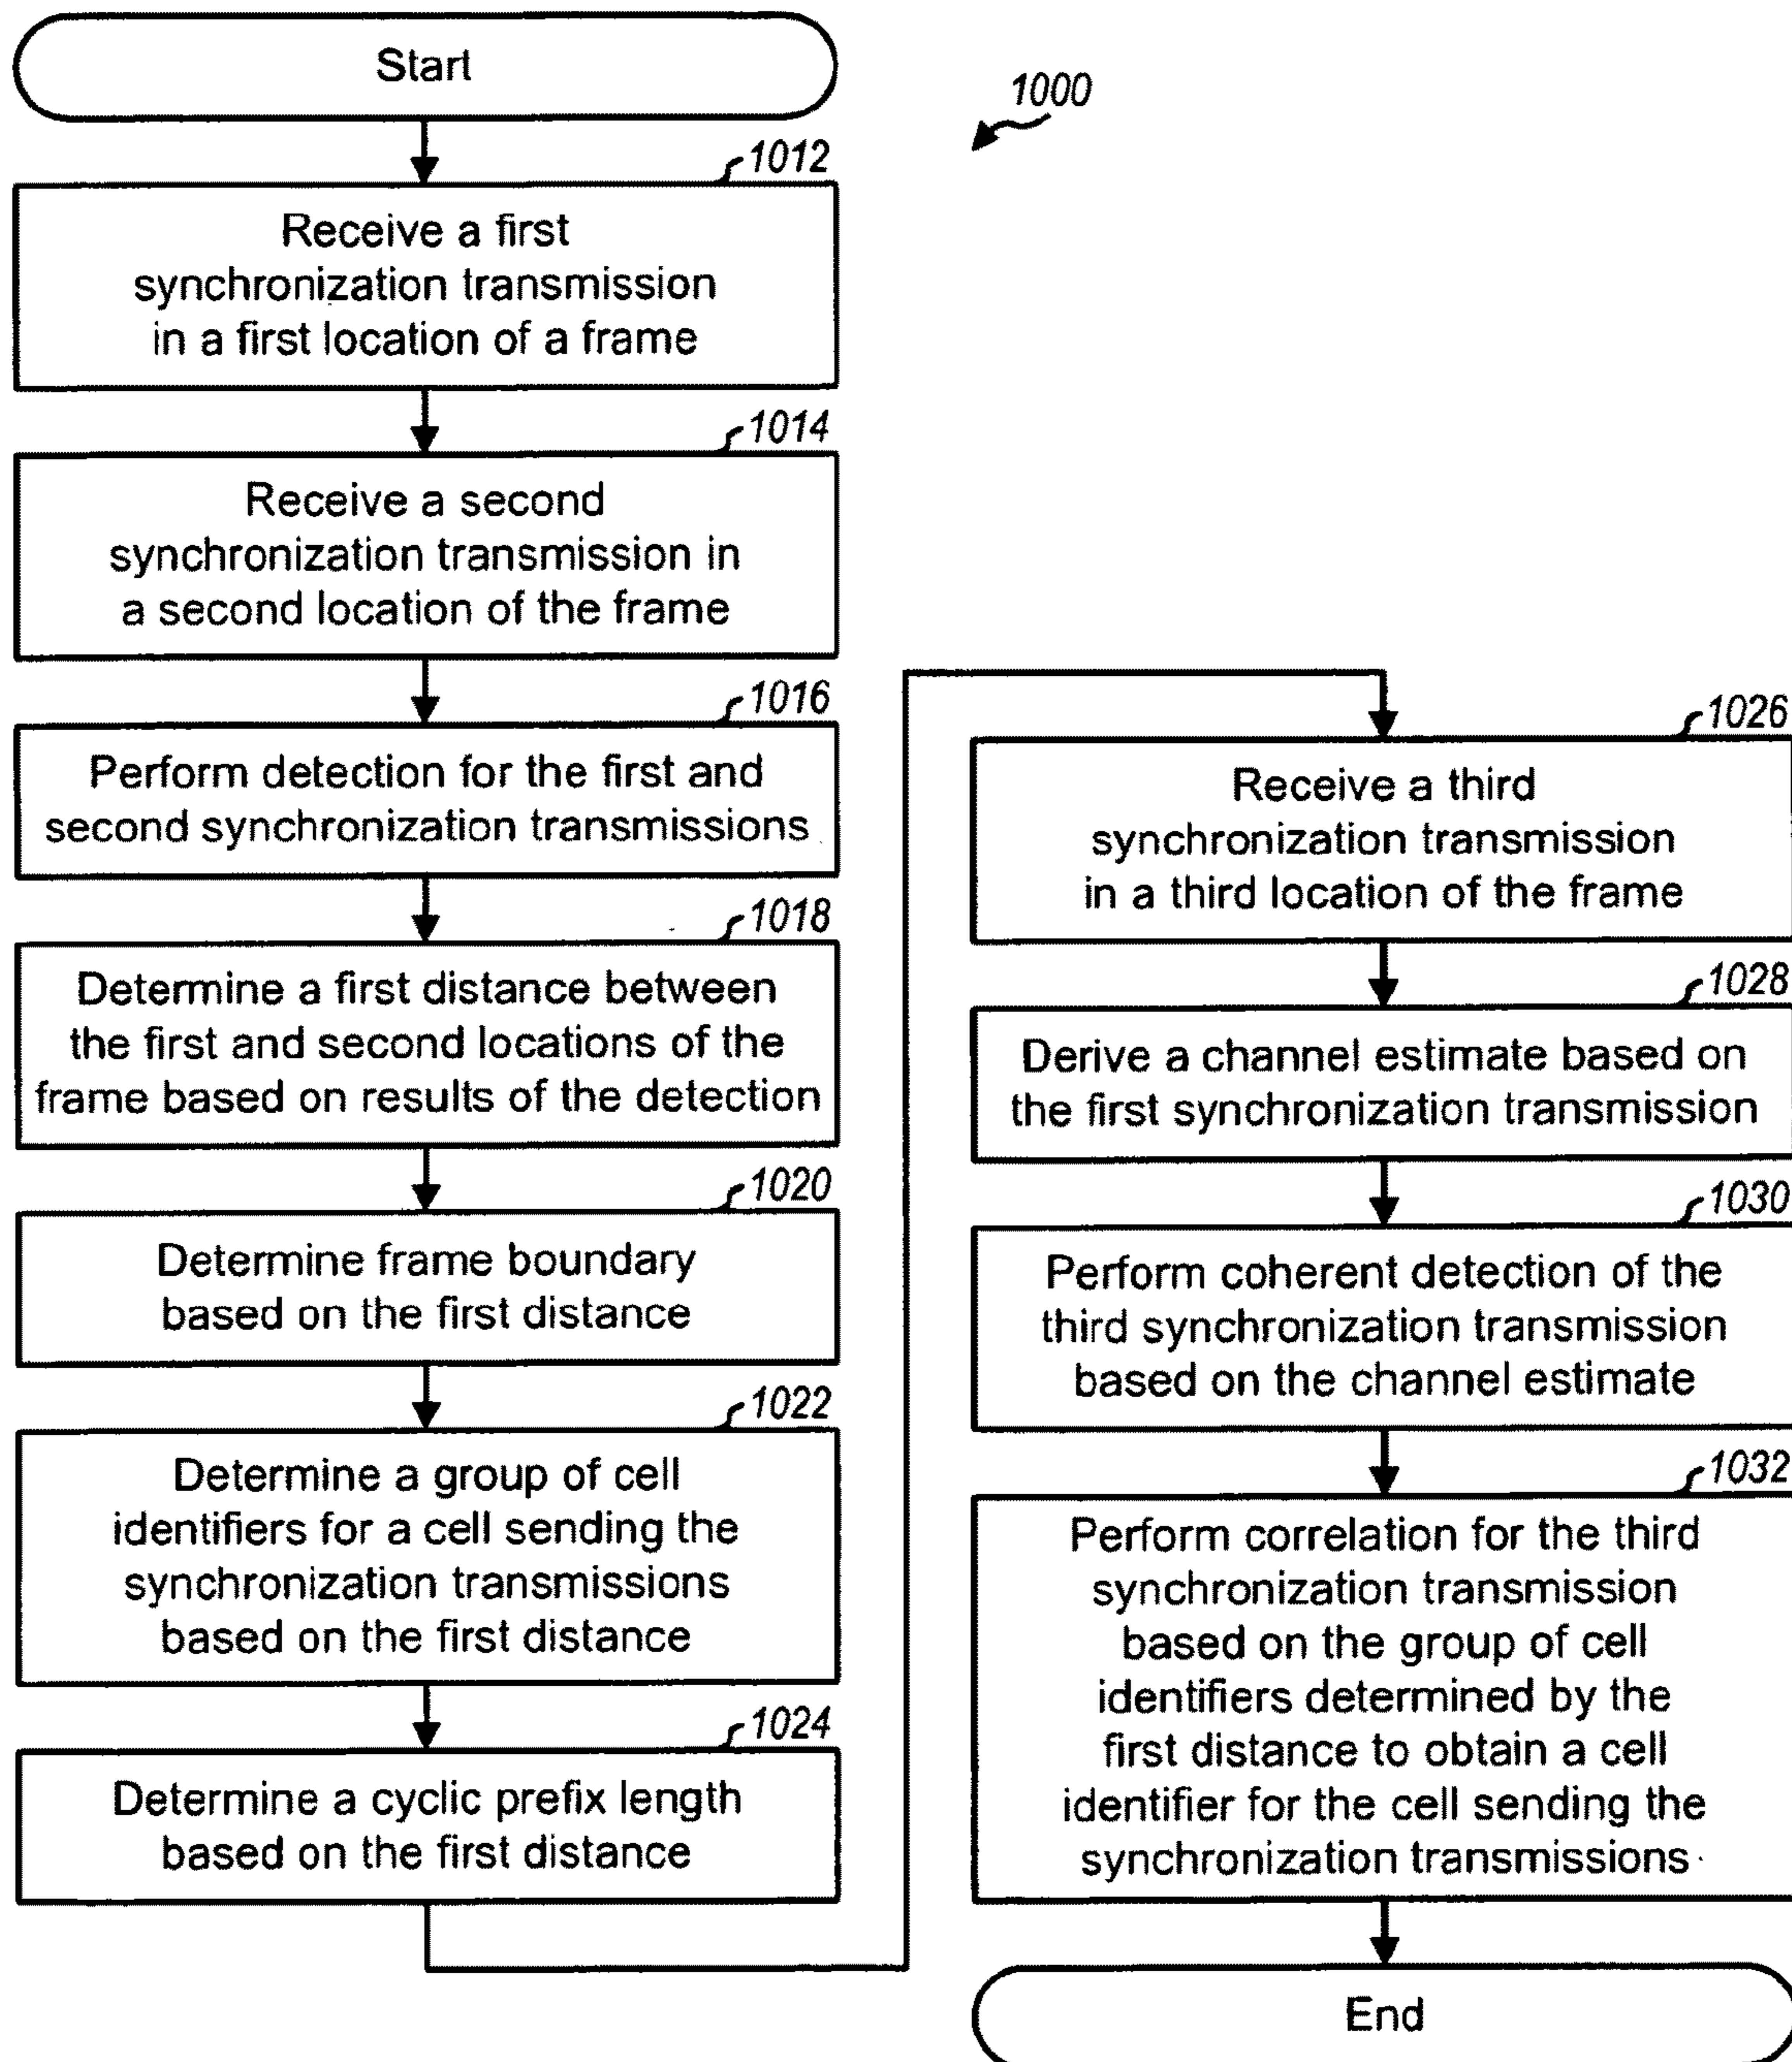 Start
1000
1012
Receive a first
synchronization transmission
in a first location of a frame
1014
Receive a second
synchronization transmission in
a second location of the frame
1016
Perform detection for the first and
second synchronization transmissions
1018
Determine a first distance between
the first and second locations of the
frame based on results of the detection
1020
Determine frame boundary
based on the first distance
1022
Determine a group of cell
identifiers for a cell sending the
synchronization transmissions
based on the first distance
1024
Determine a cyclic prefix length
based on the first distance
1026
Receive a third
synchronization transmission
in a third location of the frame
1028
Derive a channel estimate based on
the first synchronization transmission
1030
Perform coherent detection of the
third synchronization transmission
based on the channel estimate
1032
Perform correlation for the third
synchronization transmission
based on the group of cell
identifiers determined by the
first distance to obtain a cell
identifier for the cell sending the
synchronization transmissions
End